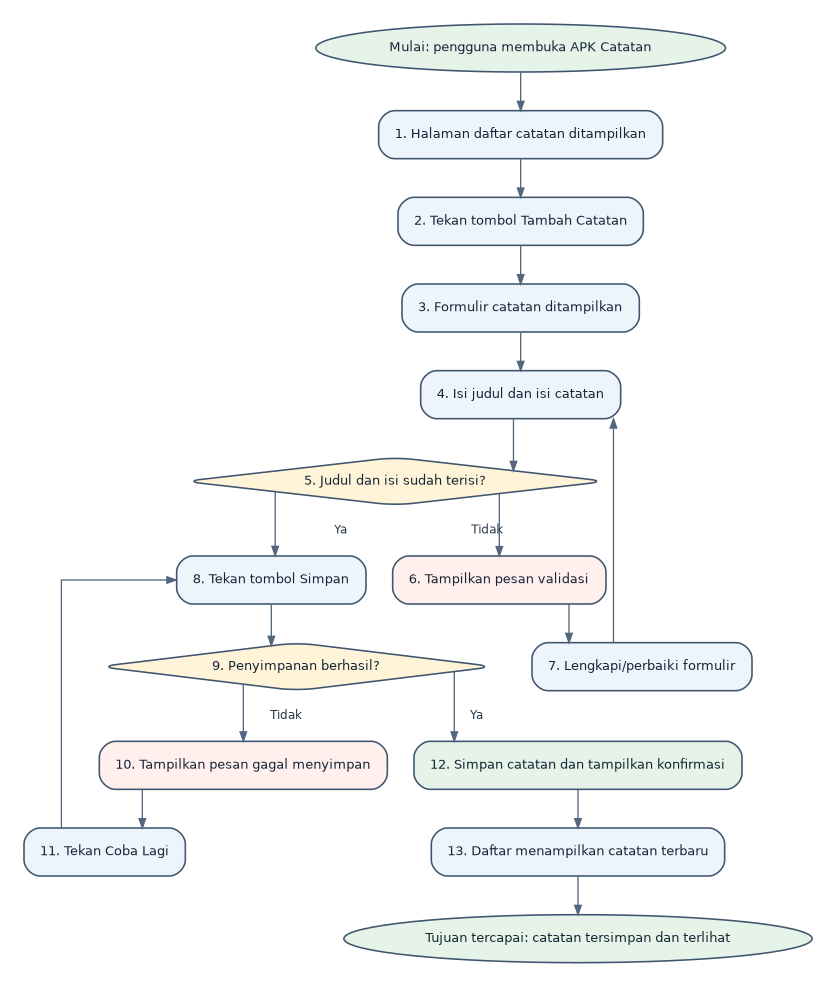 Mulai: pengguna membuka APK Catatan
1. Halaman daftar catatan ditampilkan
2. Tekan tombol Tambah Catatan
3. Formulir catatan ditampilkan
4. Isi judul dan isi catatan
5. Judul dan isi sudah terisi?
Ya
Tidak
8. Tekan tombol Simpan
6. Tampilkan pesan validasi
9. Penyimpanan berhasil?
7. Lengkapi/perbaiki formulir
Tidak
Ya
10. Tampilkan pesan gagal menyimpan
12. Simpan catatan dan tampilkan konfirmasi
11. Tekan Coba Lagi
13. Daftar menampilkan catatan terbaru
Tujuan tercapai: catatan tersimpan dan terlihat